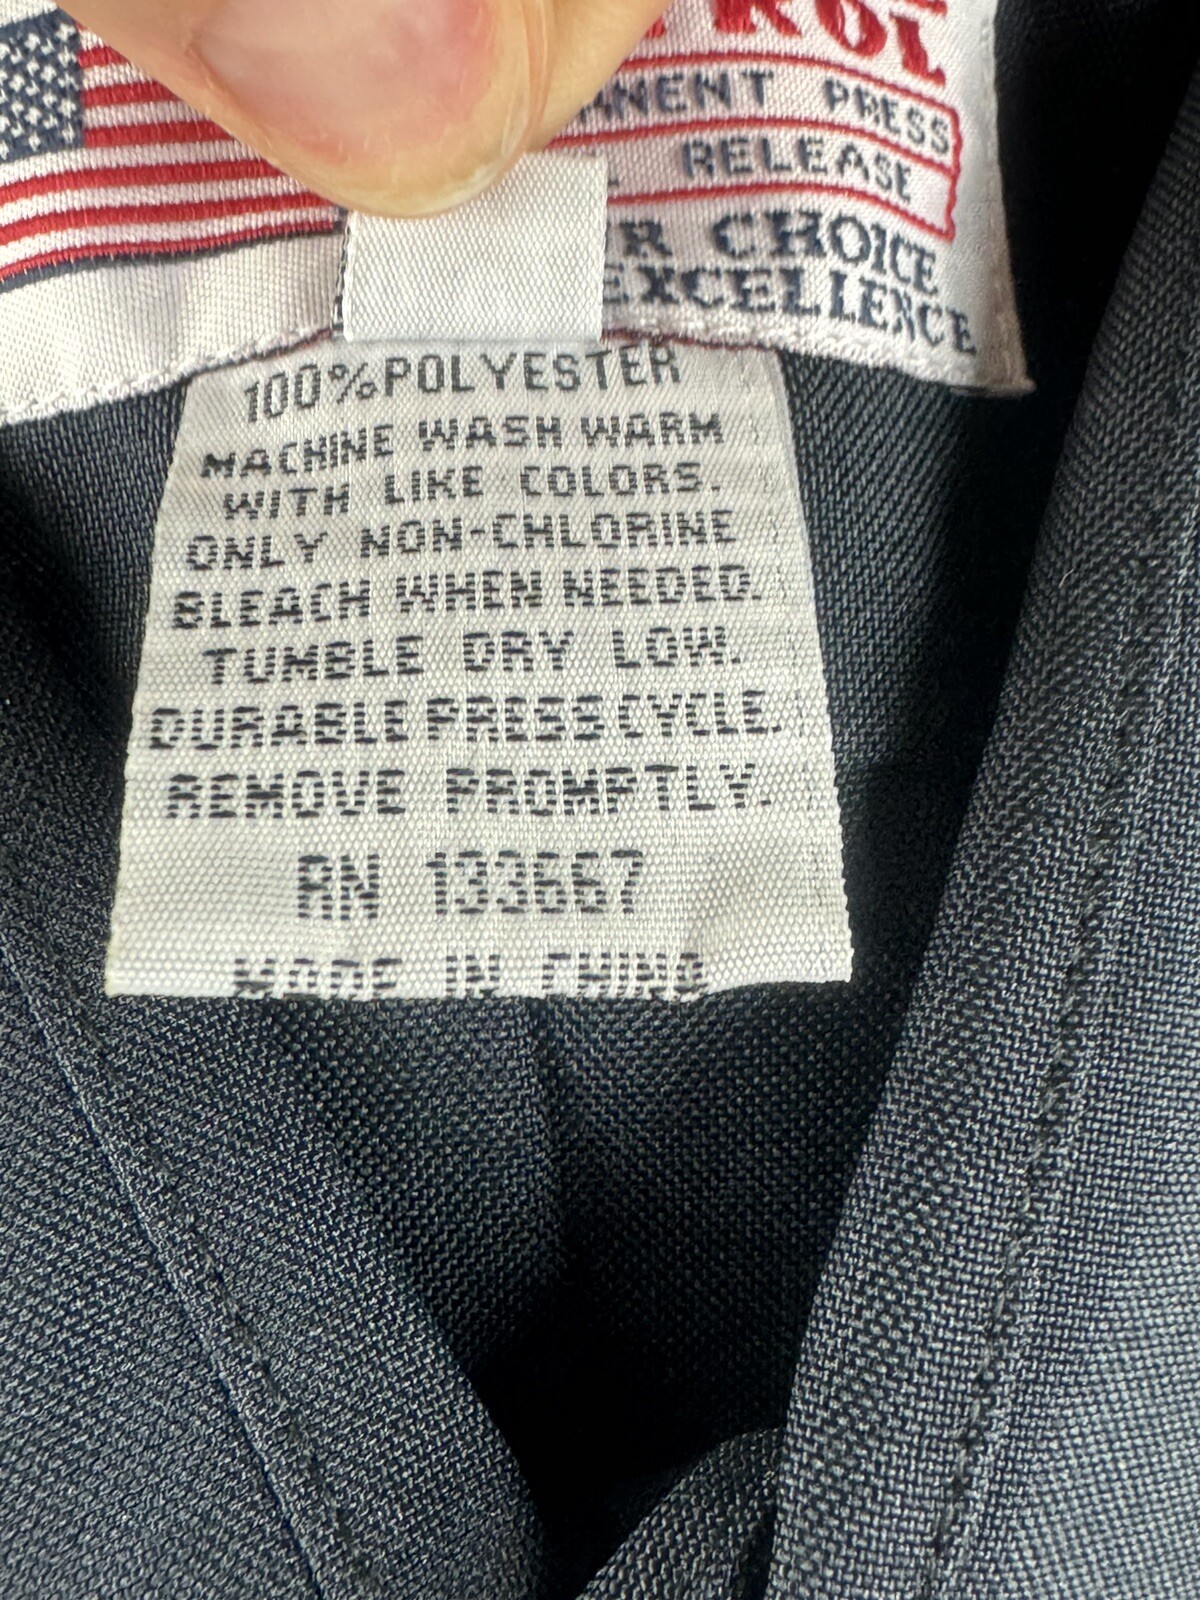 PRESS
RELEASE
CHOICE
EXCELLENCE
100%POLYESTER
MACHINE WASH WARM
WITH LIKE COLORS.
ONLY NON-CHLORINE
BLEACH WHEN NEEDED.
TUMBLE DRY LOW.
DURABLE PRESS CYCLE.
REMOVE PROMPTLY.
RN 133667
MADE IN CHINA